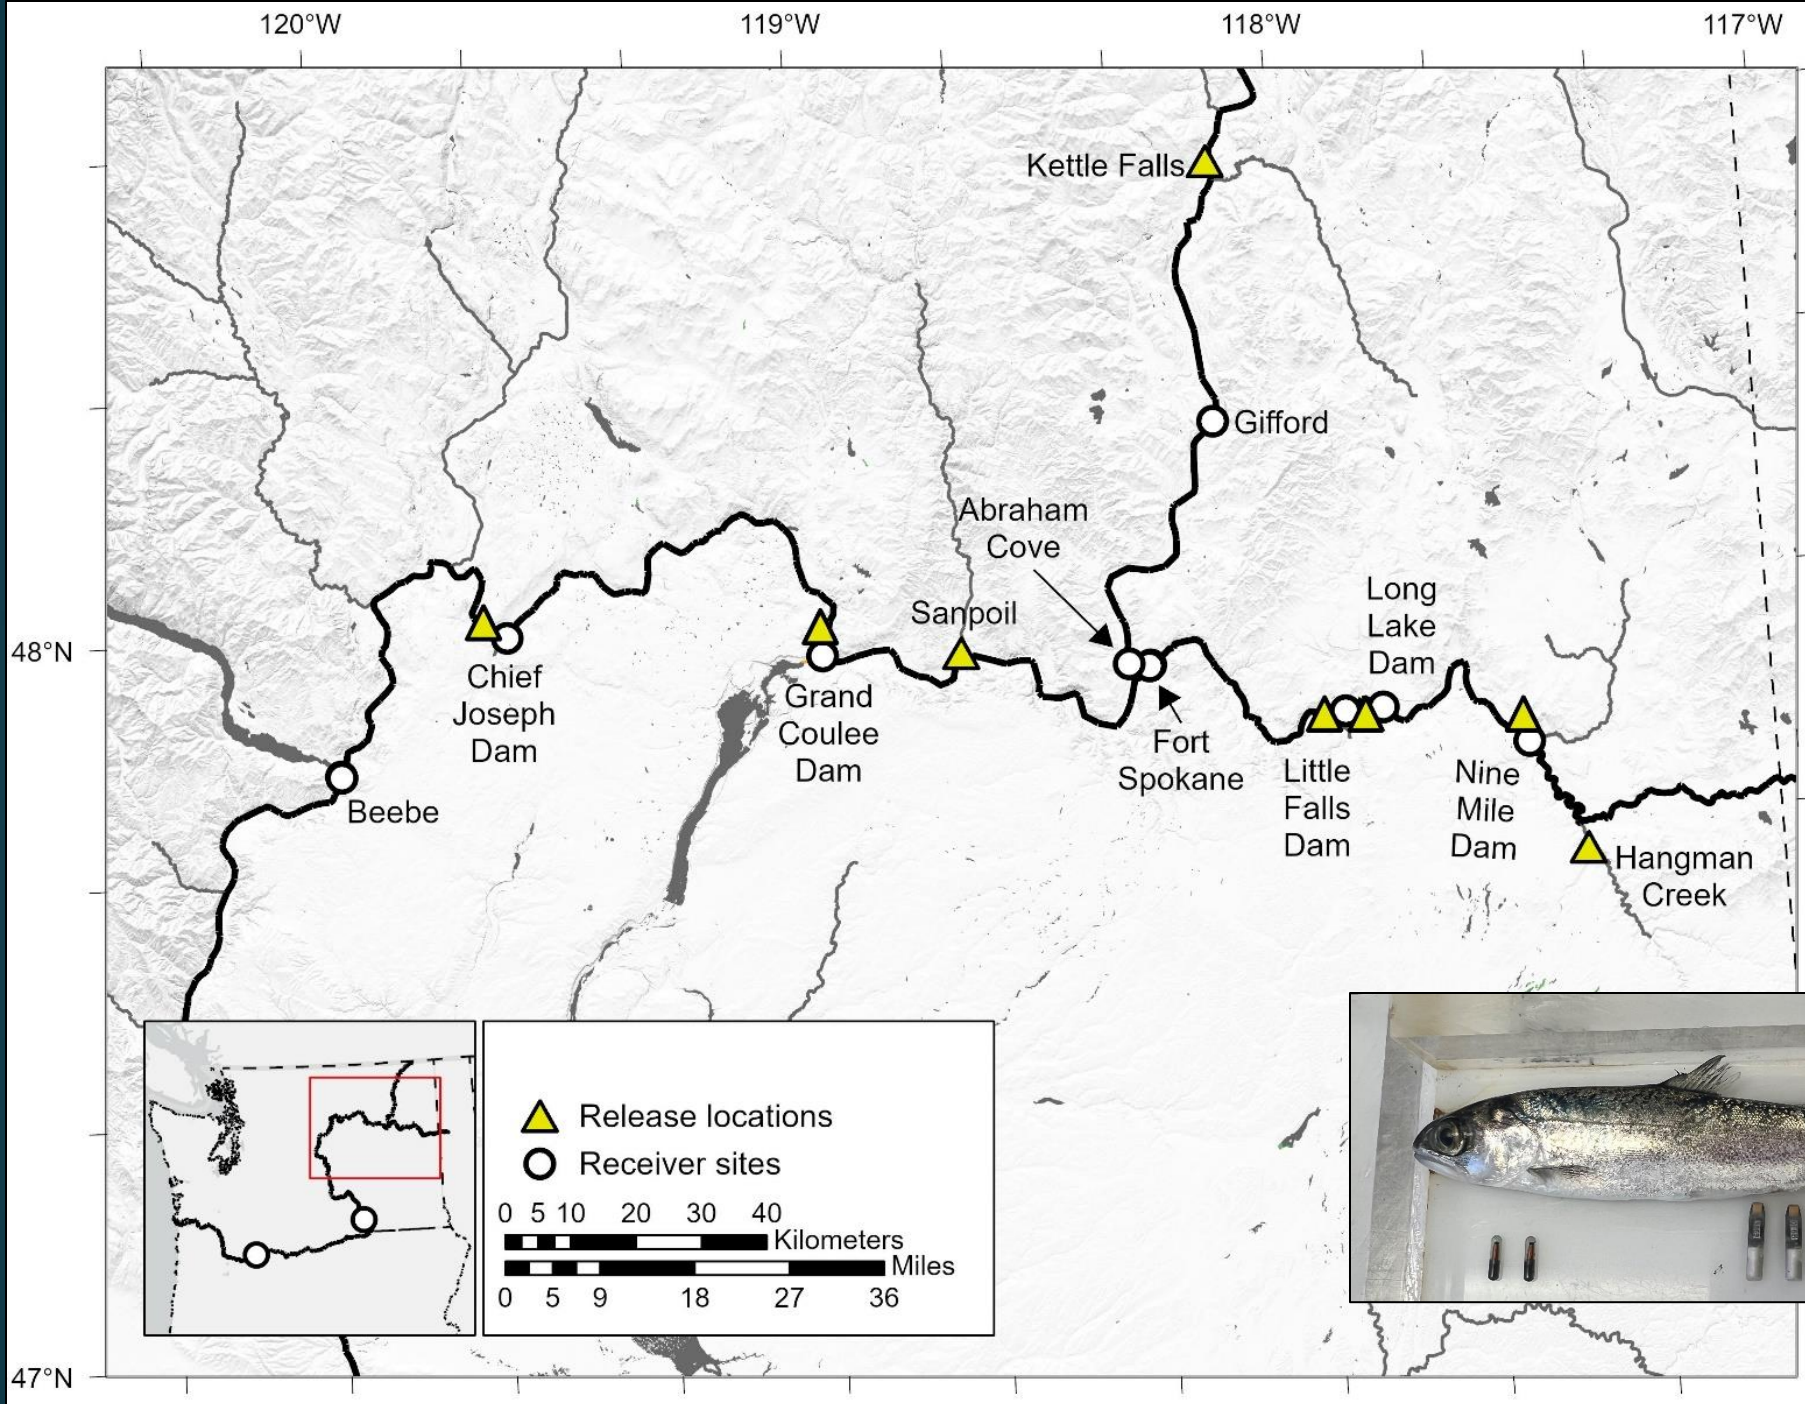 120°W
119°W
118°W
117°W
Kettle Falls
Gifford
Abraham
Cove
Sanpoil
Long
Lake
Dam
48°N
Chief
Joseph
Dam
Grand
Coulee
Dam
Fort
Spokane
Little
Falls
Dam
Nine
Mile
Dam
Beebe
Hangman
Creek
Release locations
Receiver sites
0 5 10 20 30 40
Kilometers
Miles
0 5 9 18 27 36
47°N